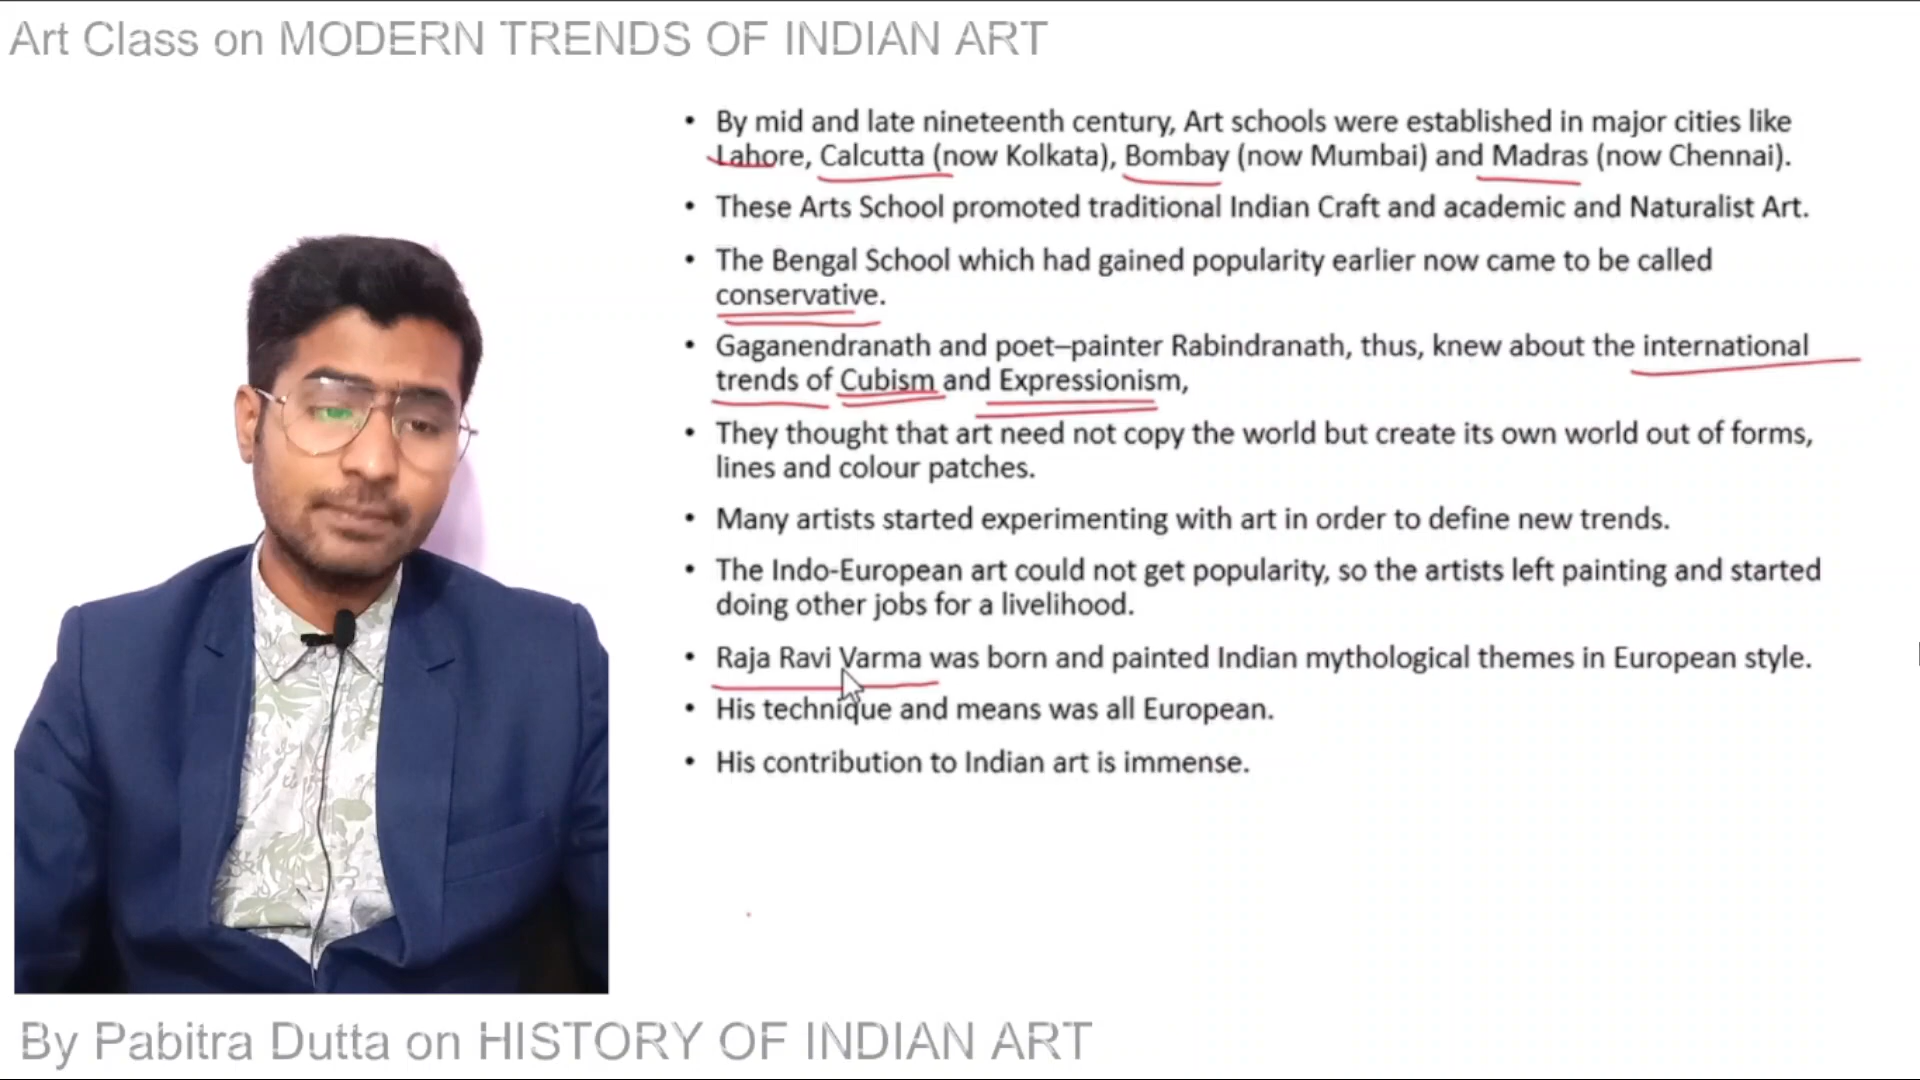 Art Class on MODERN TRENDS OF INDIAN ART
• By mid and late nineteenth century, Art schools were established in major cities like
Lahore, Calcutta (now Kolkata), Bombay (now Mumbai) and Madras (now Chennai).
• These Arts School promoted traditional Indian Craft and academic and Naturalist Art.
• The Bengal School which had gained popularity earlier now came to be called
conservative.
• Gaganendranath and poet–painter Rabindranath, thus, knew about the international
trends of Cubism and Expressionism,
• They thought that art need not copy the world but create its own world out of forms,
lines and colour patches.
• Many artists started experimenting with art in order to define new trends.
• The Indo-European art could not get popularity, so the artists left painting and started
doing other jobs for a livelihood.
• Raja Ravi Varma was born and painted Indian mythological themes in European style.
• His technique and means was all European.
• His contribution to Indian art is immense.
By Pabitra Dutta on HISTORY OF INDIAN ART